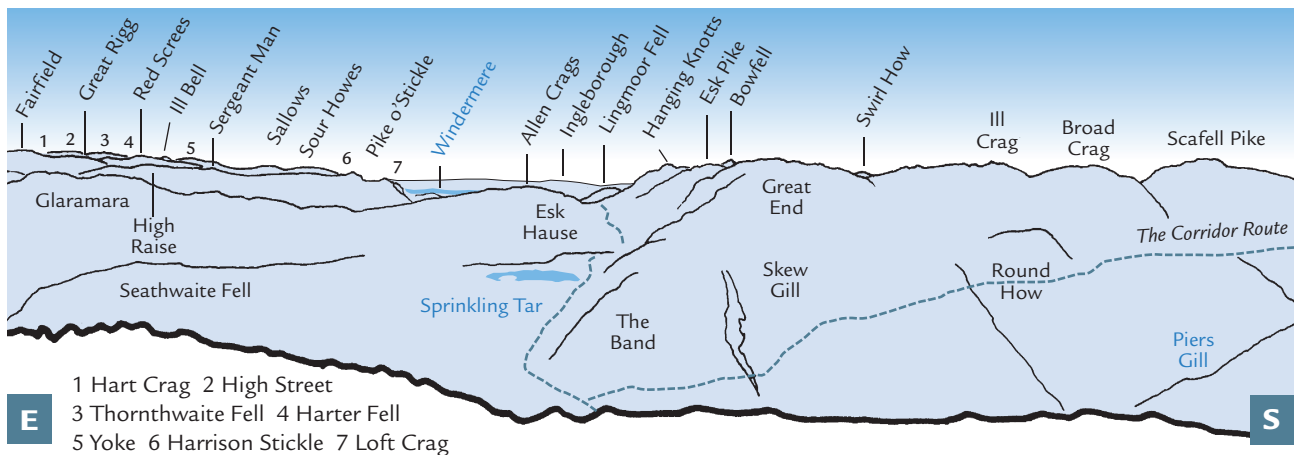 Fairfield
Great Rigg
Red Screes
Ill Bell
Sergeant Man
Sallows
Sour Howes
Pike o'Stickle
Windermere
Allen Crags
Ingleborough
Lingmoor Fell
Hanging Knotts
Esk Pike
Bowfell
Swirl How
Ill
Crag
Broad
Crag
Scafell Pike
1
2
3
4
5
6
7
Glaramara
High
Raise
Esk
Hause
Great
End
The Corridor Route
Seathwaite Fell
Sprinkling Tar
Skew
Gill
Round
How
The
Band
Piers
Gill
1 Hart Crag 2 High Street
3 Thornthwaite Fell 4 Harter Fell
5 Yoke 6 Harrison Stickle 7 Loft Crag
E
S